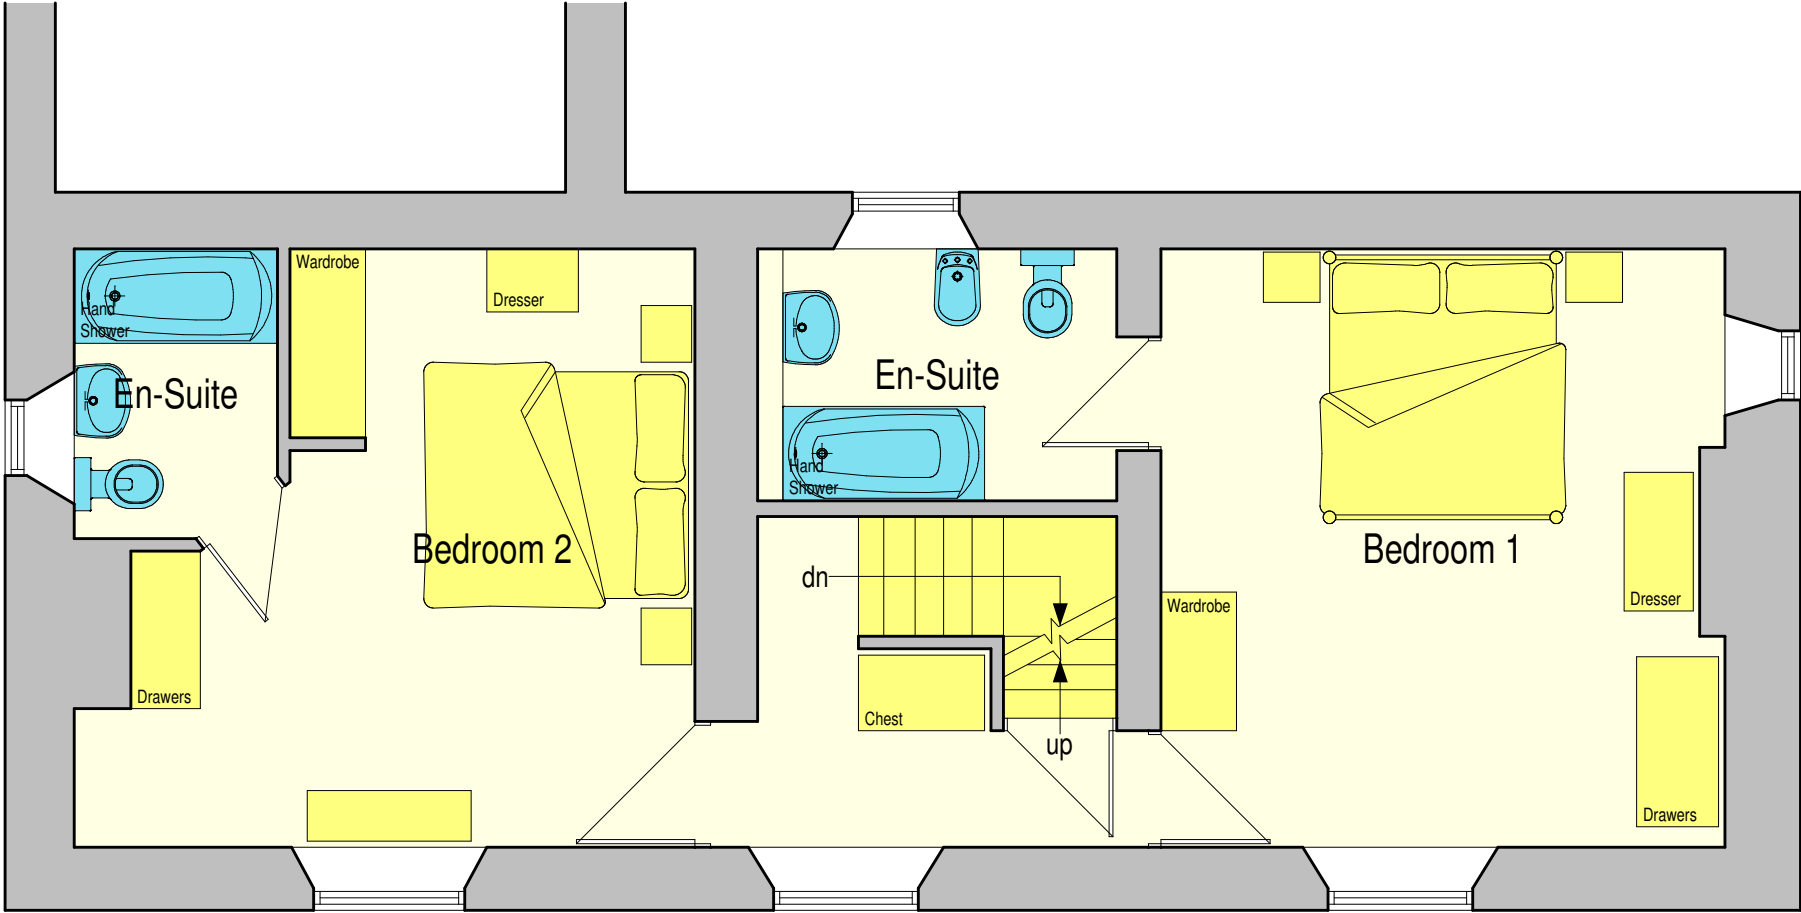 Wardrobe
Dresser
Hand
Shower
En-Suite
Bedroom 2
Drawers
En-Suite
Hand
Shower
dn
Chest
up
Bedroom 1
Wardrobe
Dresser
Drawers